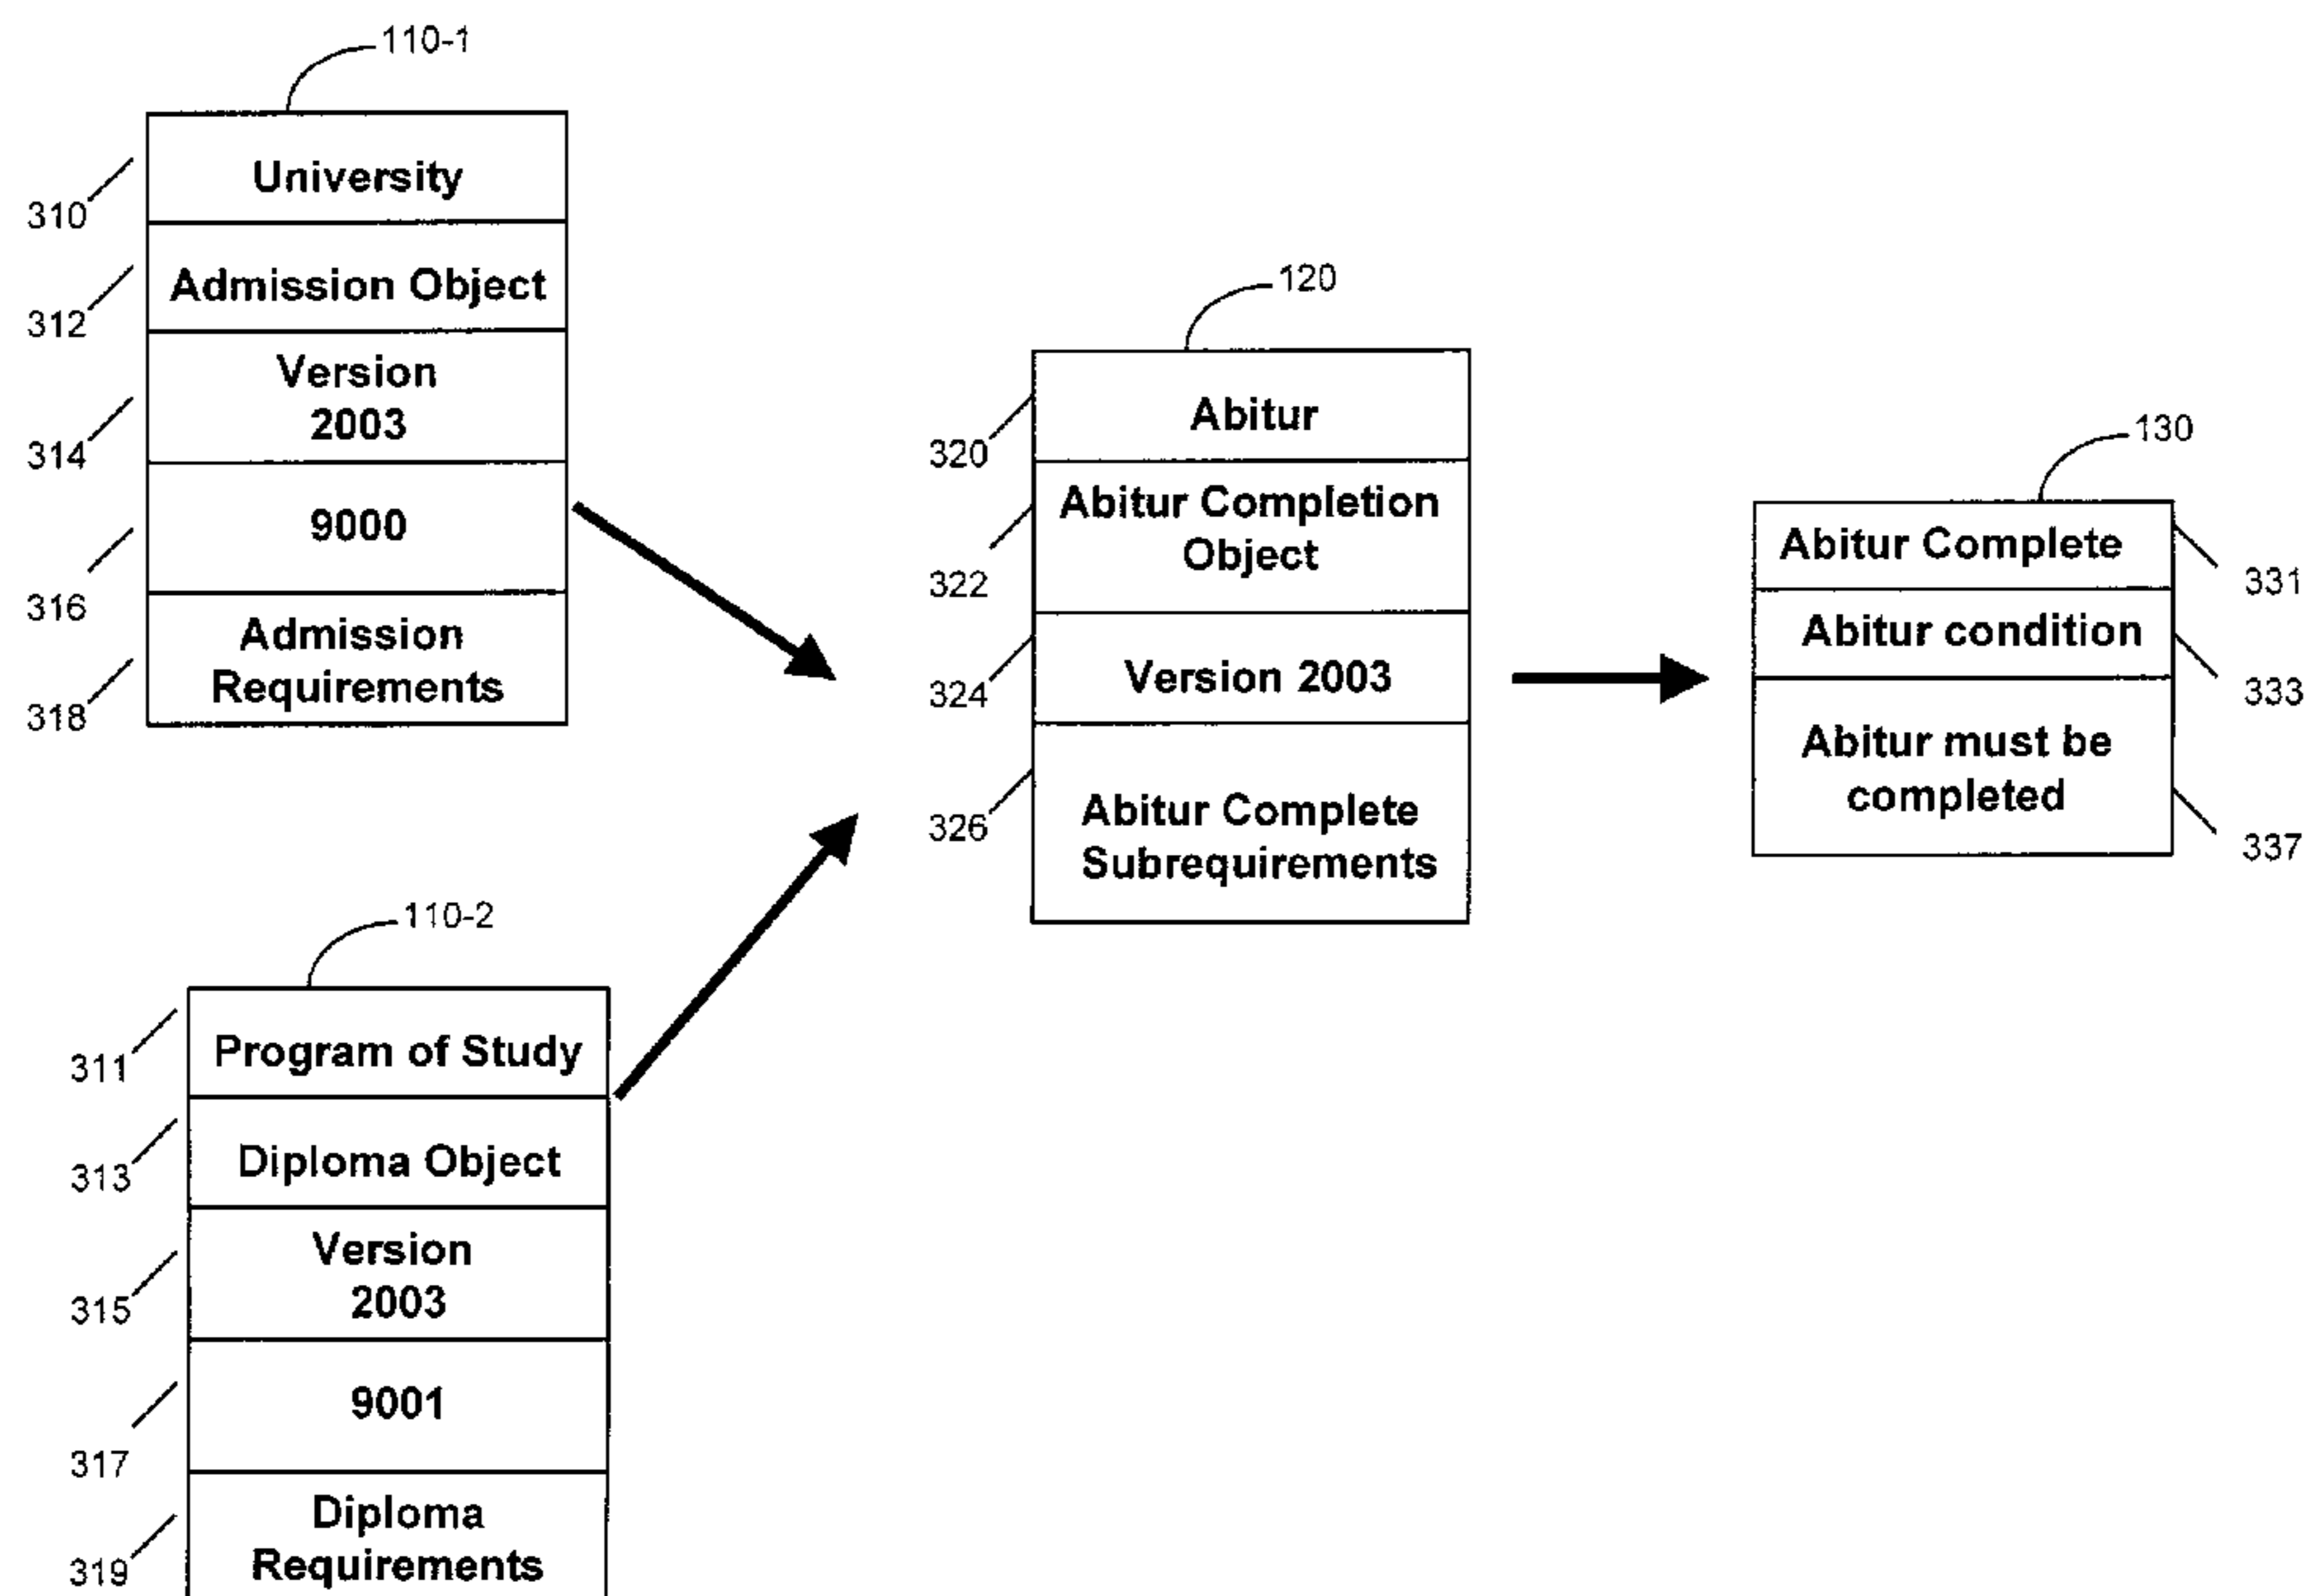 110-1
University
310
Admission Object
312
Version
2003
314
9000
316
Admission
Requirements
318
120
Abitur
320
Abitur Completion
Object
322
Version 2003
324
Abitur Complete
Subrequirements
326
130
Abitur Complete
331
Abitur condition
333
Abitur must be
completed
337
110-2
Program of Study
311
Diploma Object
313
Version
2003
315
9001
317
Diploma
Requirements
319